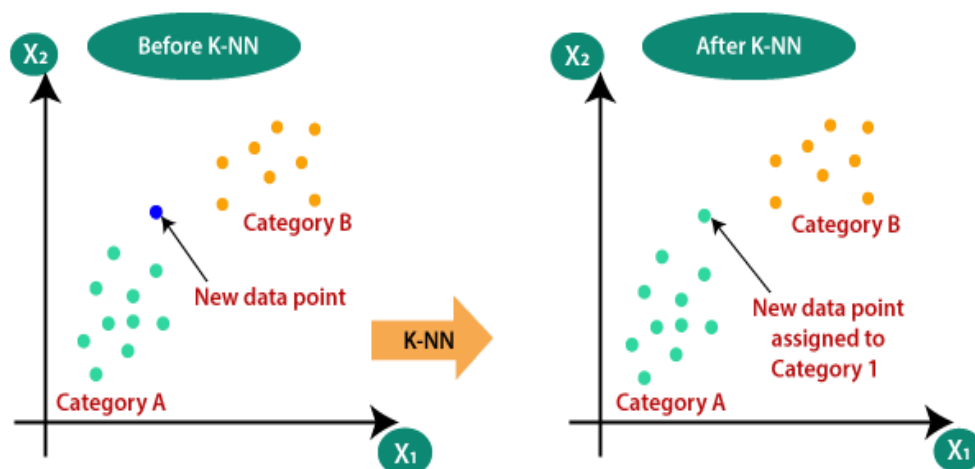 Before K-NN
X₂
Category B
New data point
Category A
X₁
K-NN
After K-NN
X₂
Category B
New data point
assigned to
Category 1
Category A
X₁